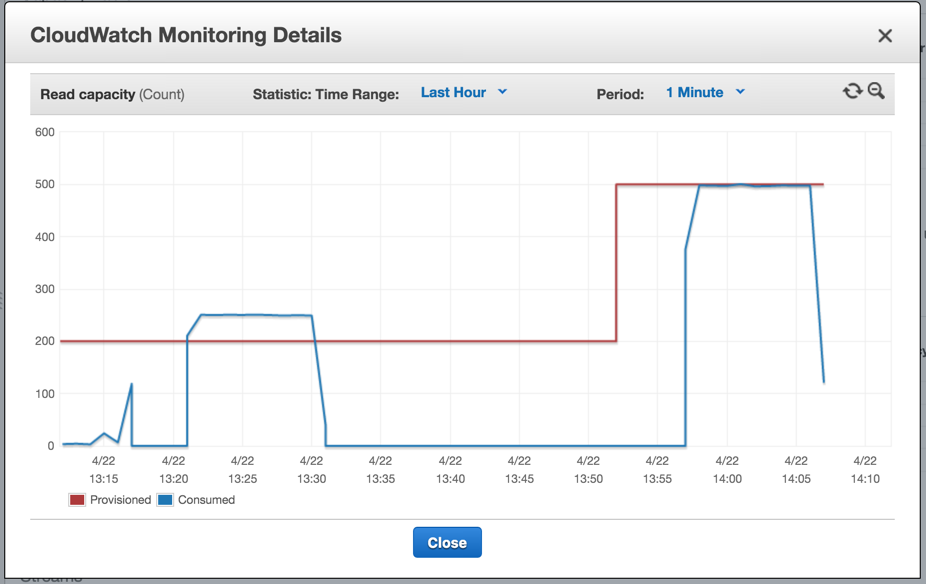 CloudWatch Monitoring Details
Read capacity (Count) Statistic: Time Range: Last Hour Period: 1 Minute
600
500
400
300
200
100
0
4/22 4/22 4/22 4/22 4/22 4/22 4/22 4/22 4/22 4/22 4/22 4/22
13:15 13:20 13:25 13:30 13:35 13:40 13:45 13:50 13:55 14:00 14:05 14:10
Provisioned Consumed
Close
Streams